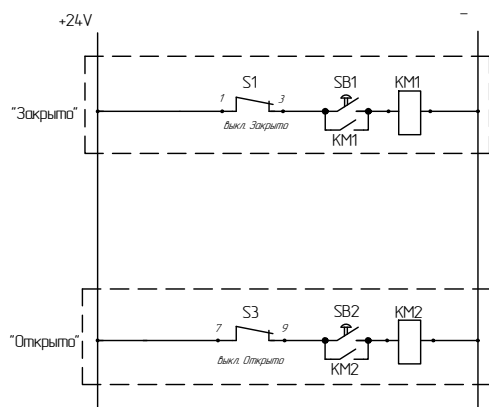 +24V –
S1 SB1 KM1
"Закрыто" 1 3
Выкл. Закрыто KM1
S3 SB2 KM2
"Открыто" 7 9
Выкл. Открыто KM2